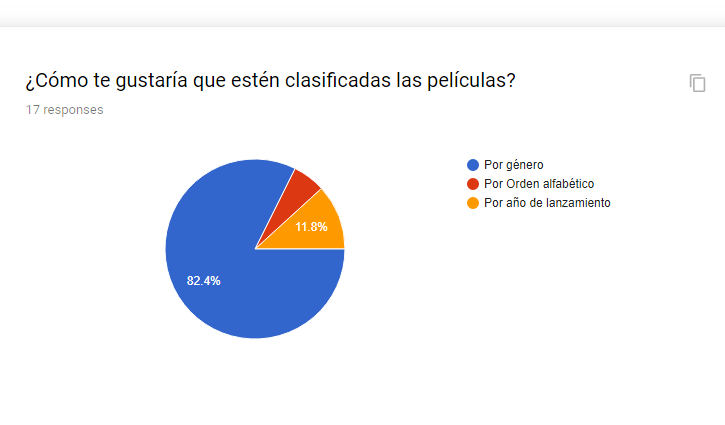 ¿Cómo te gustaría que estén clasificadas las películas?
17 responses
Por género
Por Orden alfabético
Por año de lanzamiento
11.8%
82.4%